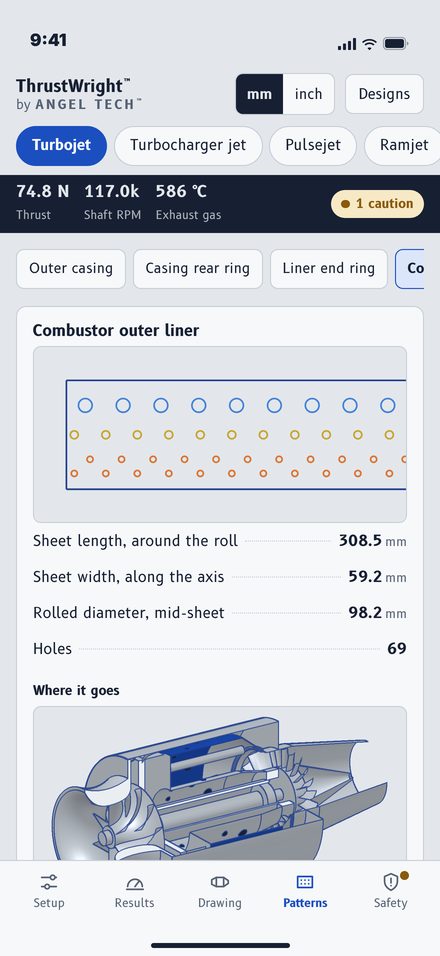 9:41
ThrustWright™
by ANGEL TECH™
mm inch
Designs
Turbojet
Turbocharger jet
Pulsejet
Ramjet
74.8 N 117.0k 586 °C
Thrust Shaft RPM Exhaust gas
1 caution
Outer casing
Casing rear ring
Liner end ring
Co
Combustor outer liner
Sheet length, around the roll 308.5 mm
Sheet width, along the axis 59.2 mm
Rolled diameter, mid-sheet 98.2 mm
Holes 69
Where it goes
Setup Results Drawing Patterns Safety